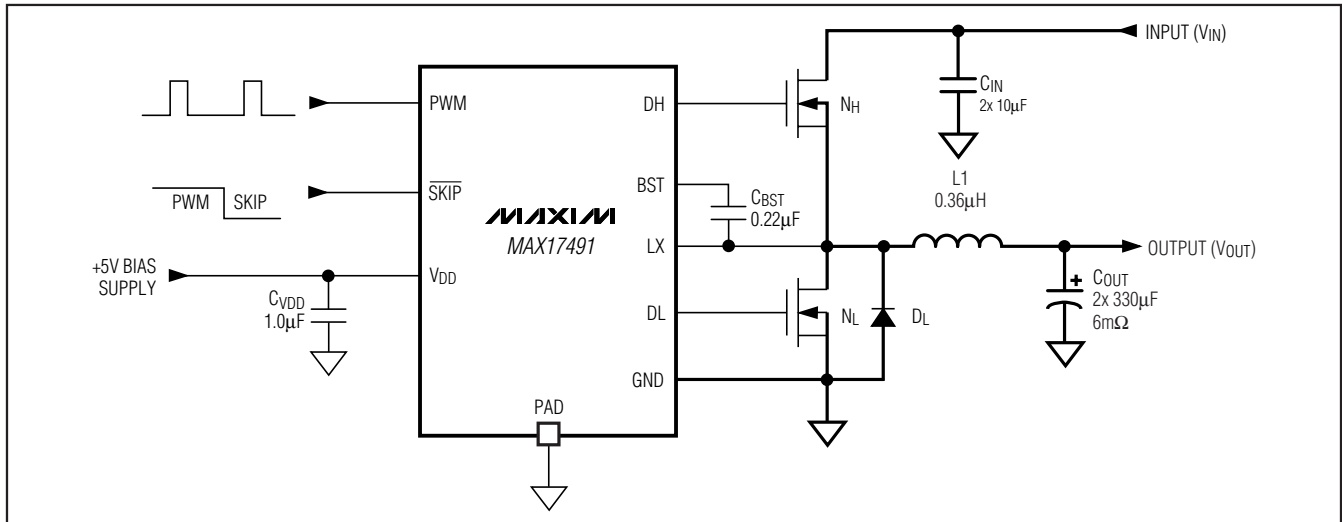 INPUT (VIN)
CIN
2x 10µF
PWM
DH
NH
L1
0.36µH
BST
CBST
0.22µF
PWM
SKIP
SKIP
MAXIM
MAX17491
LX
OUTPUT (VOUT)
+5V BIAS
SUPPLY
VDD
CVDD
1.0µF
DL
NL
DL
+
COUT
2x 330µF
6mΩ
GND
PAD